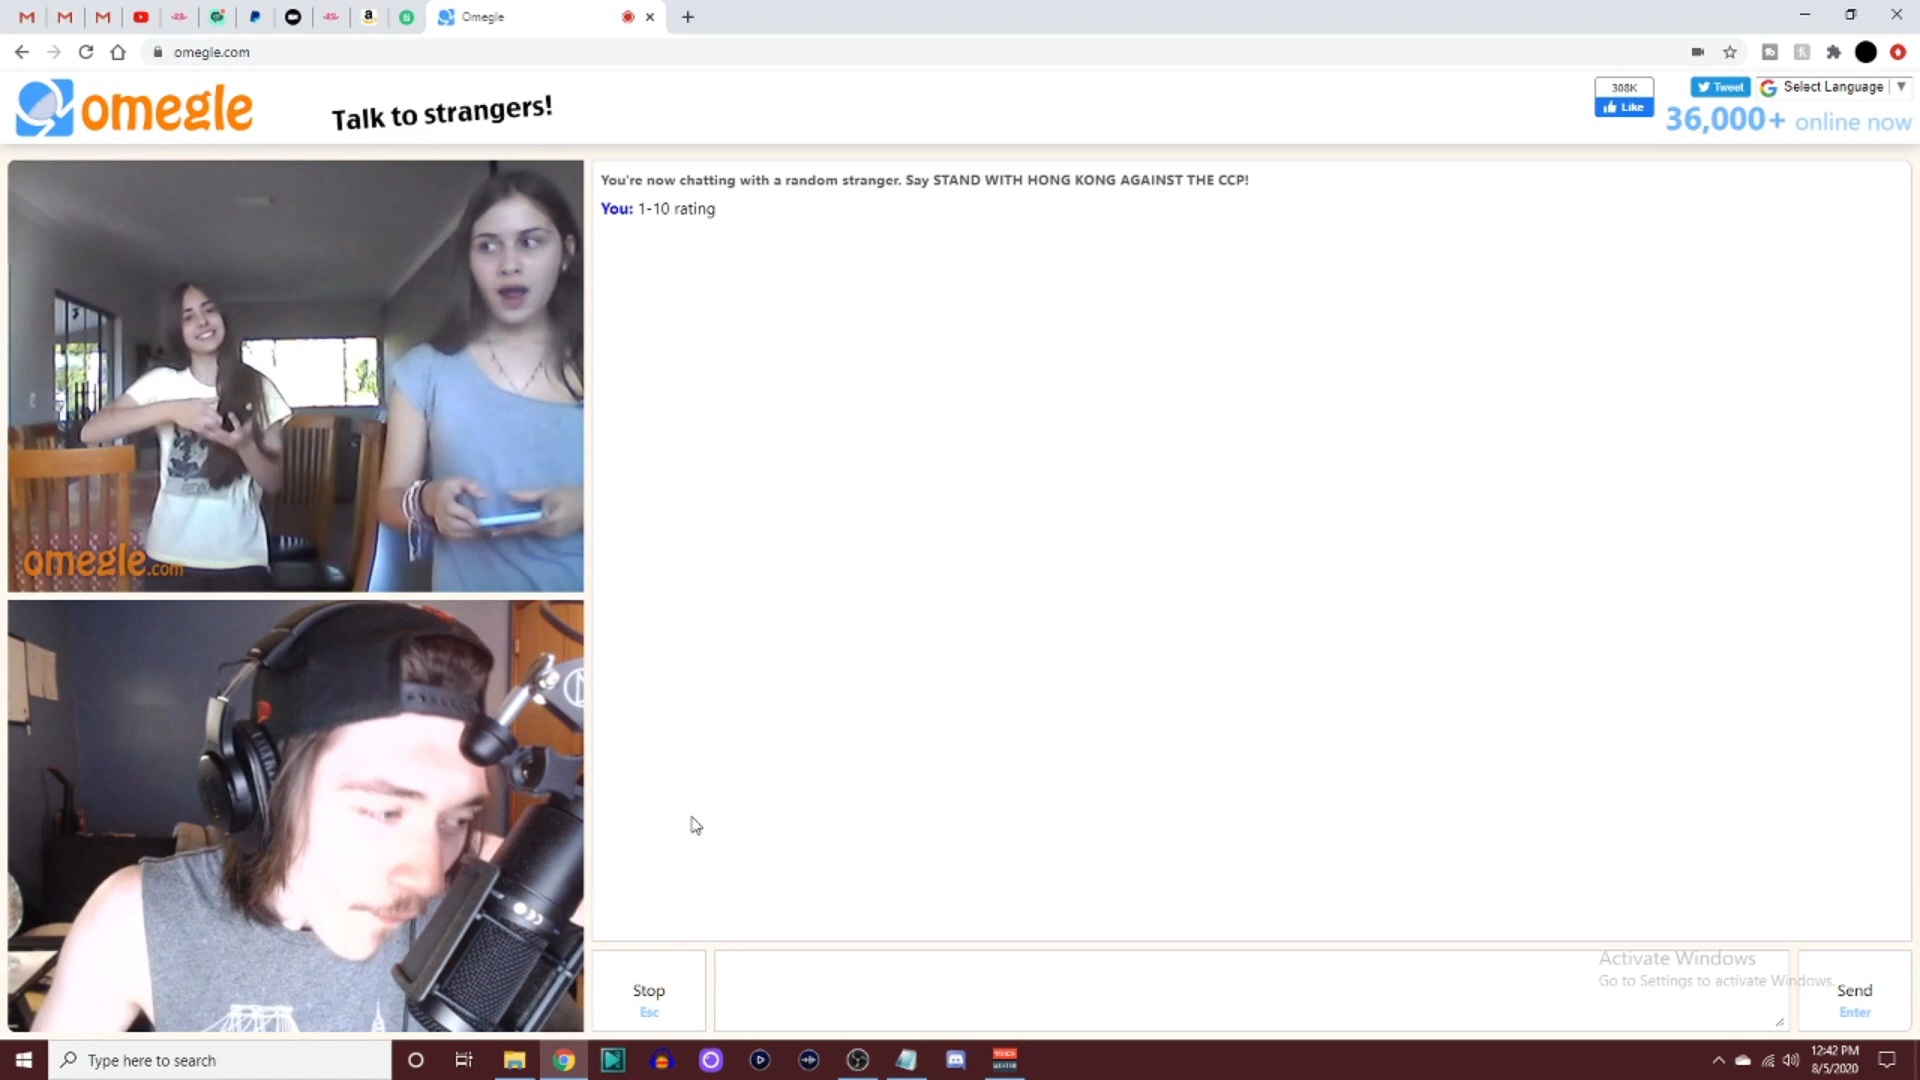 Omegle
omegle.com
omegle
Talk to strangers!
308K
Like
Tweet
Select Language
36,000+ online now
You're now chatting with a random stranger. Say STAND WITH HONG KONG AGAINST THE CCP!
You: 1-10 rating
omegle.com
Stop
Esc
Activate Windows
Go to Settings to activate Windows.
Send
Enter
Type here to search
12:42 PM
8/5/2020